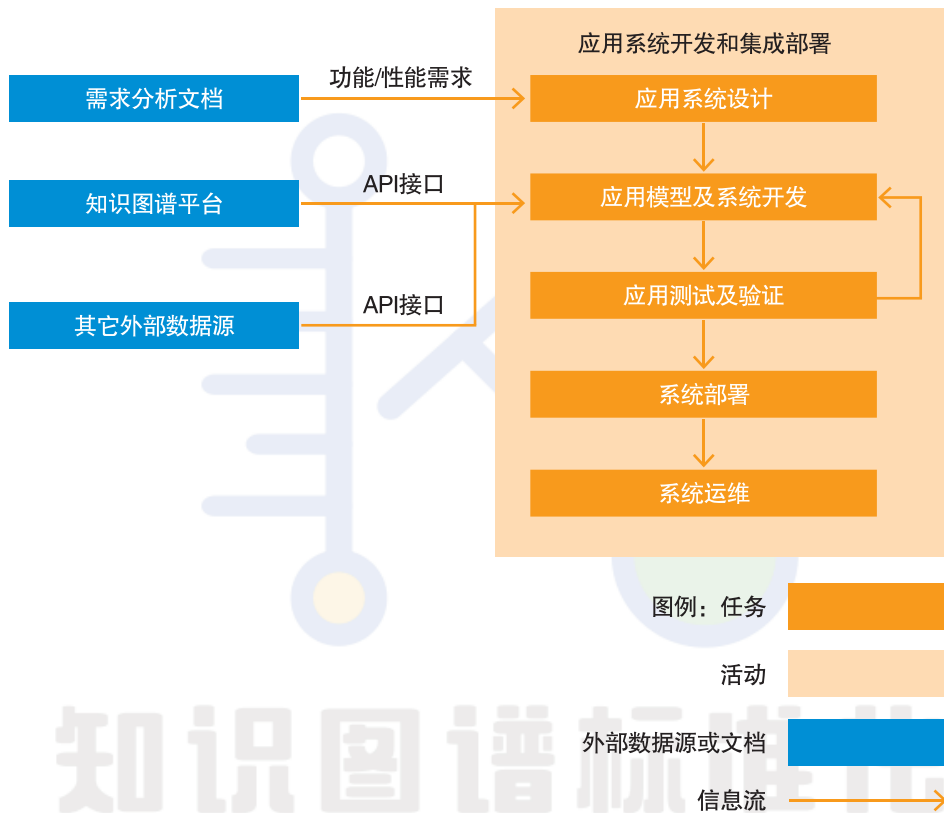 应用系统开发和集成部署
需求分析文档
功能/性能需求
应用系统设计
知识图谱平台
API接口
应用模型及系统开发
其它外部数据源
API接口
应用测试及验证
系统部署
系统运维
图例：任务
活动
外部数据源或文档
信息流
知识图谱标准化